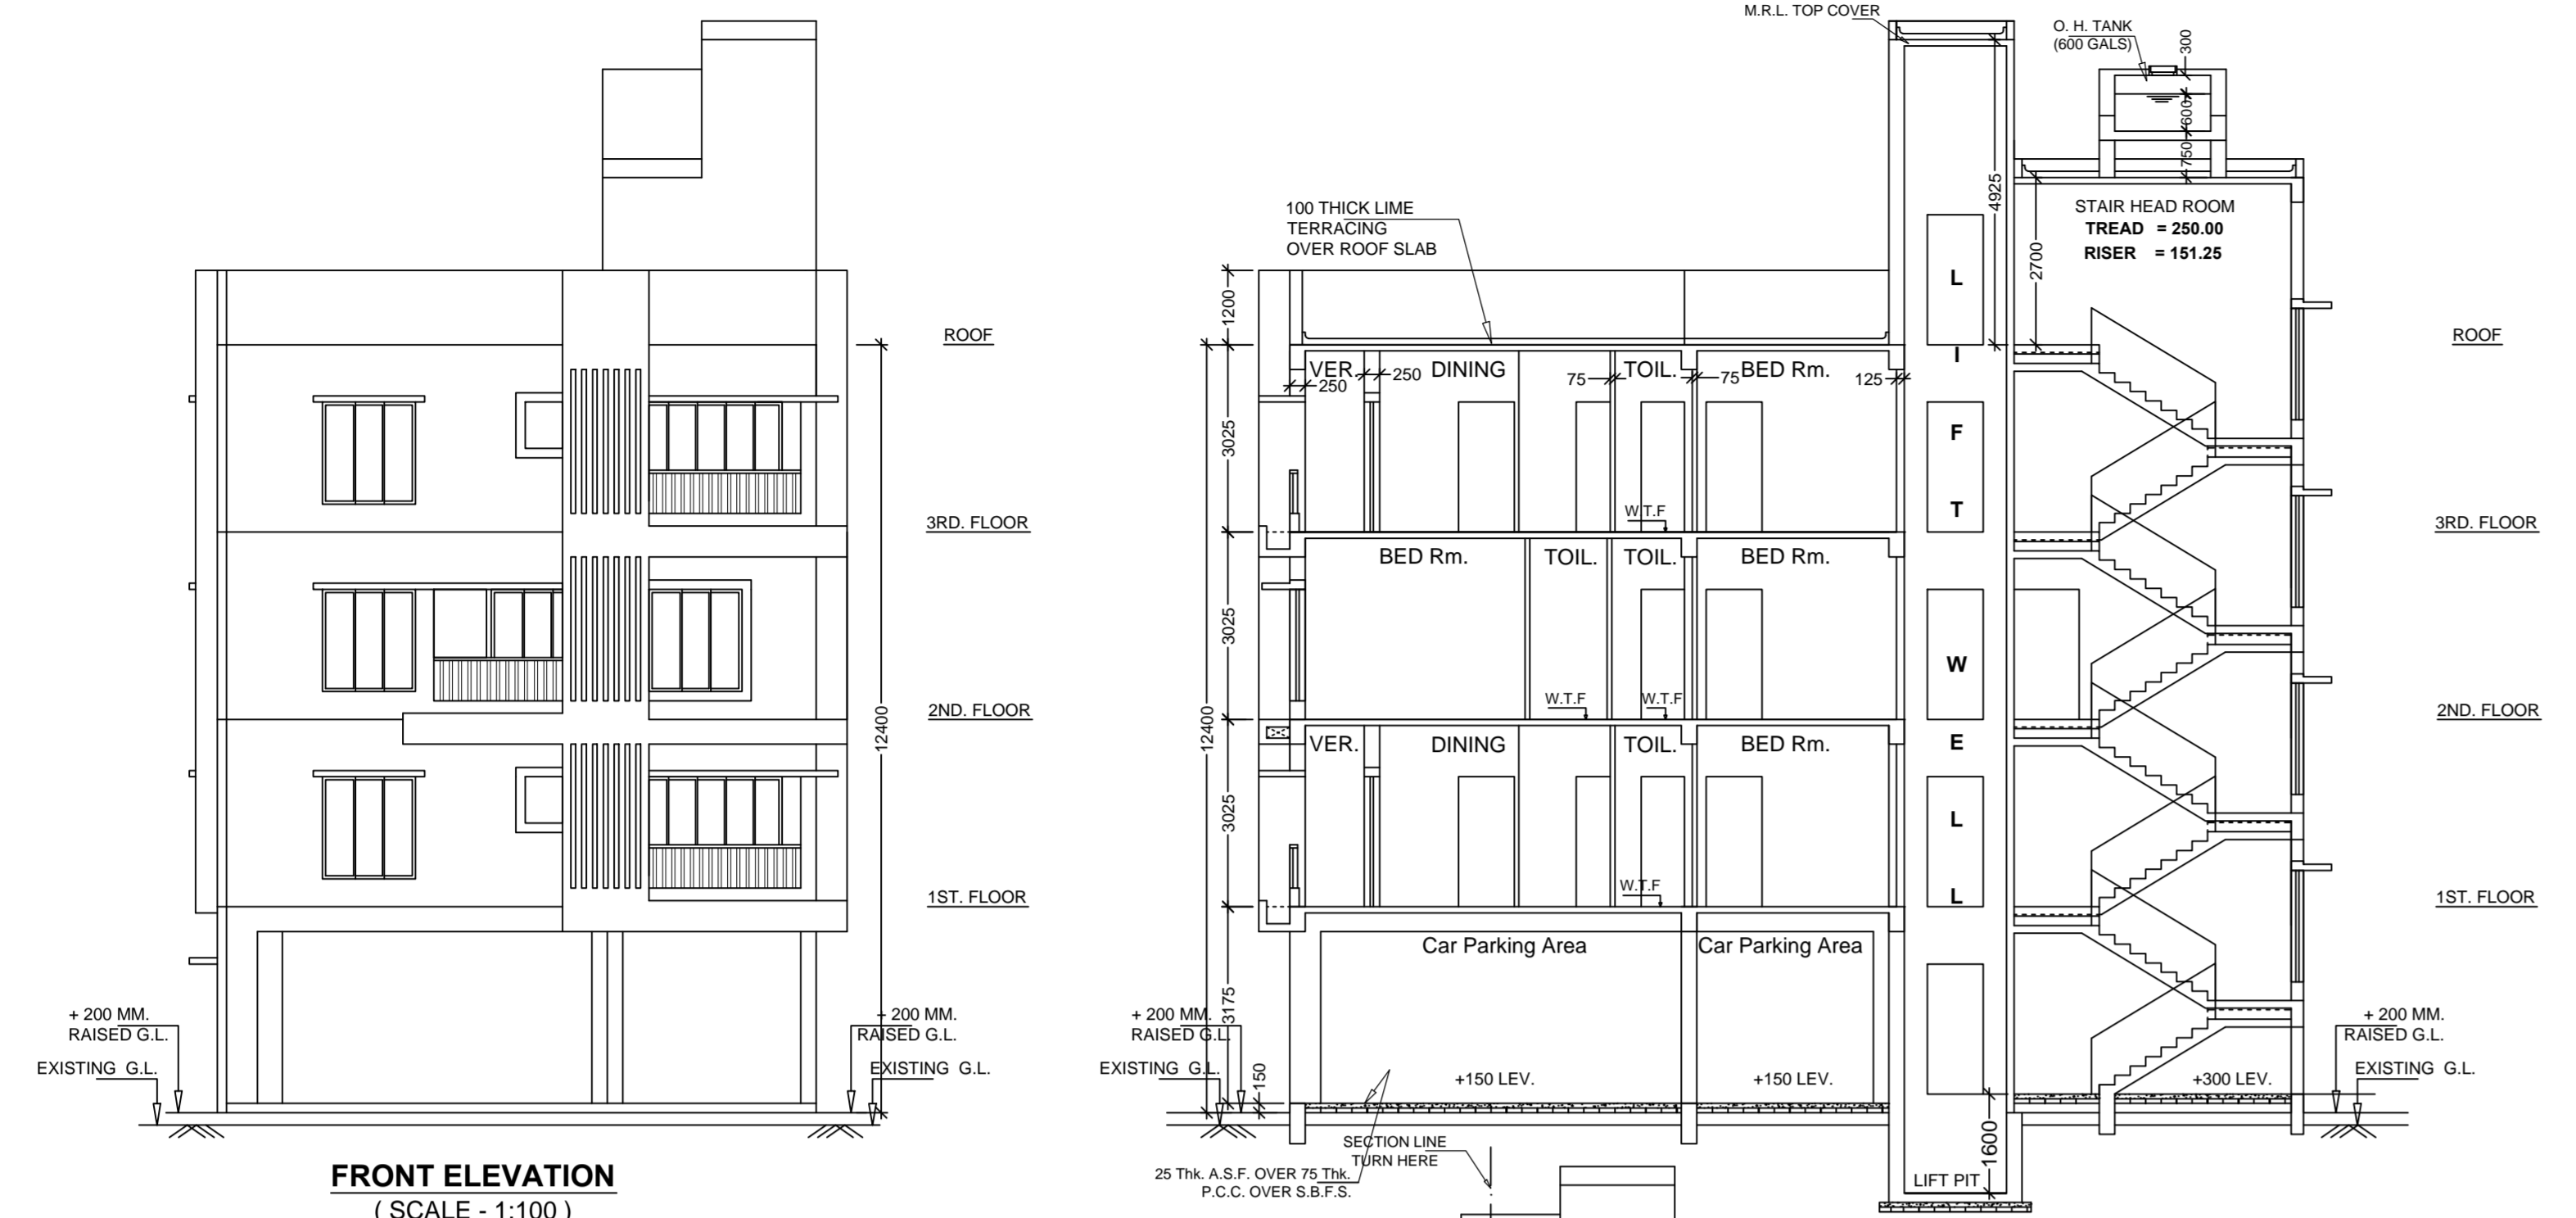 ROOF
3RD. FLOOR
2ND. FLOOR
1ST. FLOOR
12400
+ 200 MM.
RAISED G.L.
EXISTING G.L.
+ 200 MM.
RAISED G.L.
EXISTING G.L.
FRONT ELEVATION
( SCALE - 1:100 )
M.R.L. TOP COVER
O. H. TANK
(600 GALS)
300
600
750
4925
2700
STAIR HEAD ROOM
TREAD = 250.00
RISER = 151.25
100 THICK LIME
TERRACING
OVER ROOF SLAB
1200
3025
3025
3025
3175
12400
150
VER.
DINING
TOIL.
BED Rm.
250
250
75
75
125
W.T.F
BED Rm.
TOIL.
TOIL.
BED Rm.
W.T.F
W.T.F
VER.
DINING
TOIL.
BED Rm.
W.T.F
L
I
F
T
W
E
L
L
Car Parking Area
Car Parking Area
+150 LEV.
+150 LEV.
+300 LEV.
+ 200 MM.
RAISED G.L.
EXISTING G.L.
SECTION LINE
TURN HERE
25 Thk. A.S.F. OVER 75 Thk.
P.C.C. OVER S.B.F.S.
1600
LIFT PIT
ROOF
3RD. FLOOR
2ND. FLOOR
1ST. FLOOR
+ 200 MM.
RAISED G.L.
EXISTING G.L.